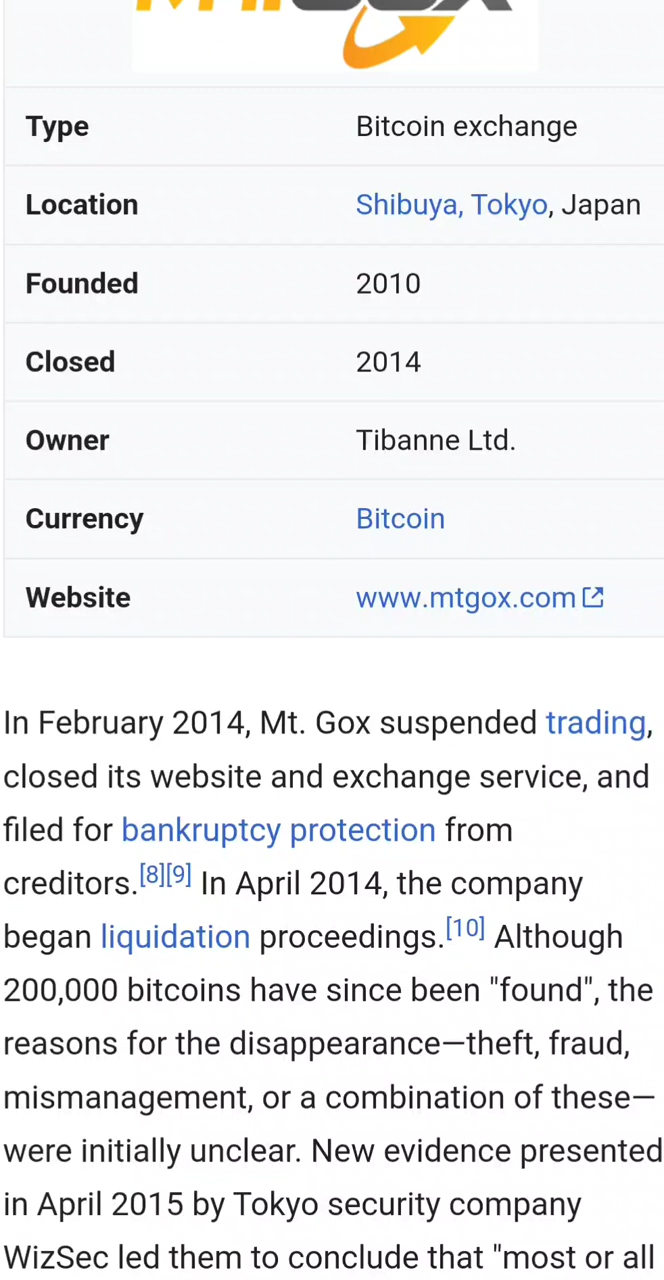 Type
Bitcoin exchange
Location
Shibuya, Tokyo, Japan
Founded
2010
Closed
2014
Owner
Tibanne Ltd.
Currency
Bitcoin
Website
www.mtgox.com
In February 2014, Mt. Gox suspended trading,
closed its website and exchange service, and
filed for bankruptcy protection from
creditors.[8][9] In April 2014, the company
began liquidation proceedings.[10] Although
200,000 bitcoins have since been "found", the
reasons for the disappearance—theft, fraud,
mismanagement, or a combination of these—
were initially unclear. New evidence presented
in April 2015 by Tokyo security company
WizSec led them to conclude that "most or all